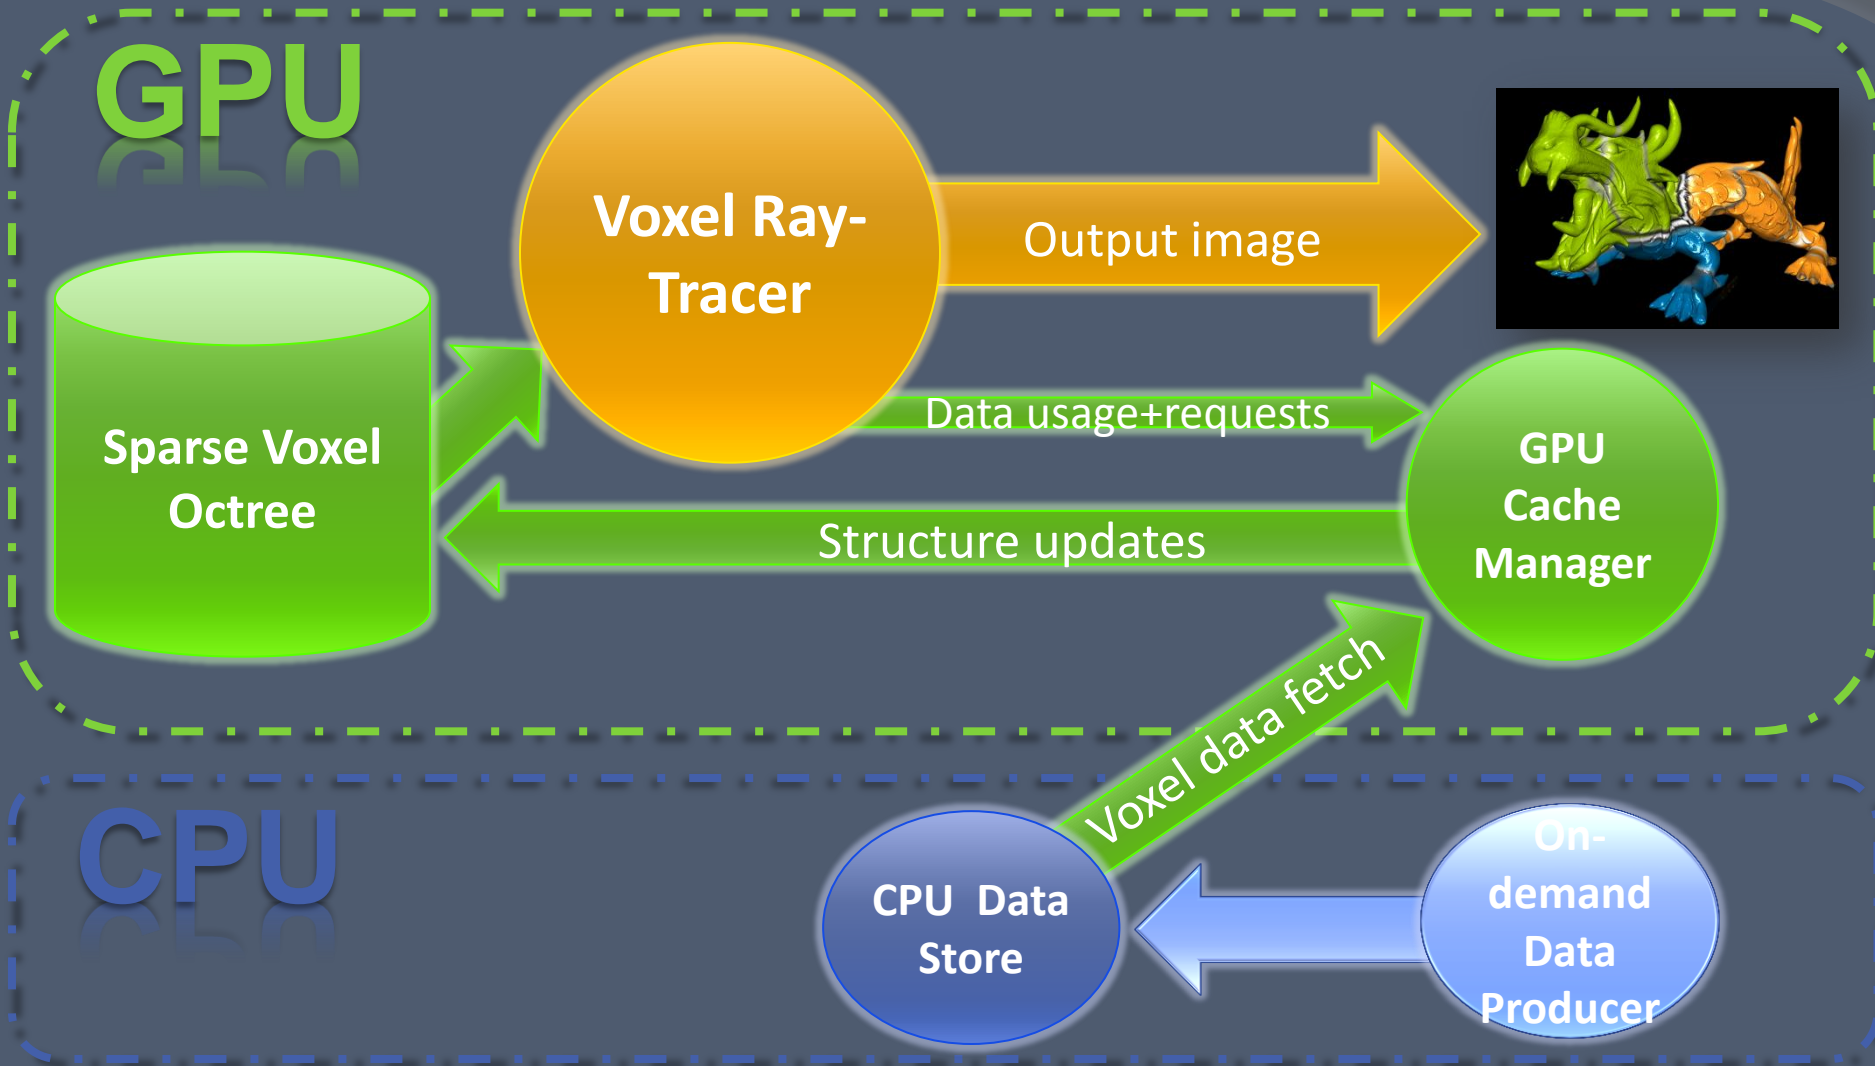 GPU
Voxel Ray-
Tracer
Output image
Sparse Voxel
Octree
Data usage+requests
GPU
Cache
Manager
Structure updates
Voxel data fetch
CPU
CPU  Data
Store
On-
demand
Data
Producer